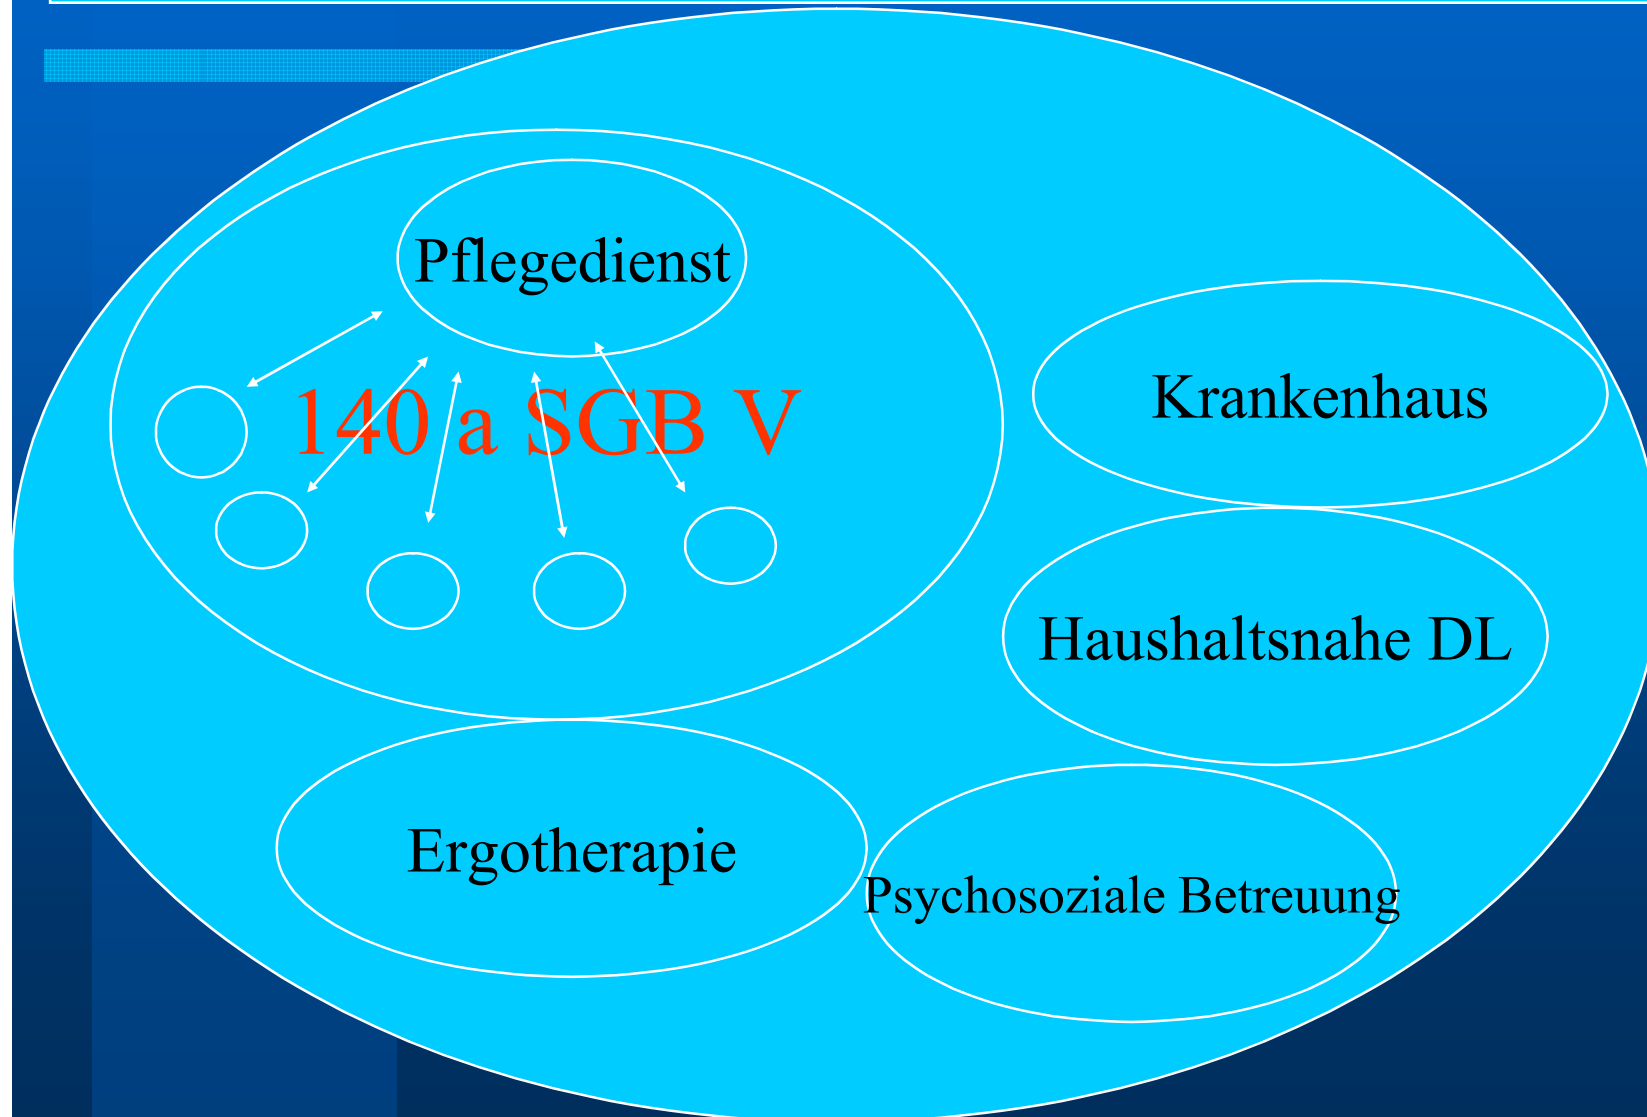 Pflegedienst
140 a SGB V
Krankenhaus
Haushaltsnahe DL
Ergotherapie
Psychosoziale Betreuung